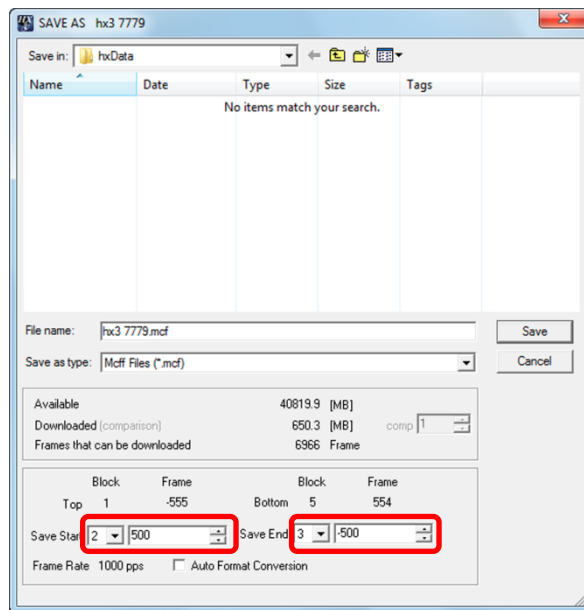 SAVE AS hx3 7779
Save in: hxData
Name Date Type Size Tags
No items match your search.
File name: hx3 7779.mcf Save
Save as type: Mcff Files (*.mcf) Cancel
Available 40819.9 [MB]
Downloaded (comparison) 650.3 [MB] comp 1
Frames that can be downloaded 6966 Frame
Block Frame Block Frame
Top 1 -555 Bottom 5 554
Save Start 2 500 Save End 3 -500
Frame Rate 1000 pps Auto Format Conversion